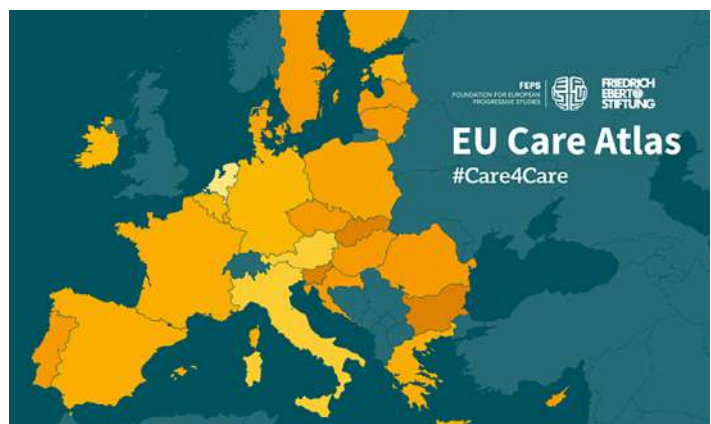 FEPS
FOUNDATION FOR EUROPEAN
PROGRESSIVE STUDIES
FRIEDRICH
EBERT
STIFTUNG
EU Care Atlas
#Care4Care